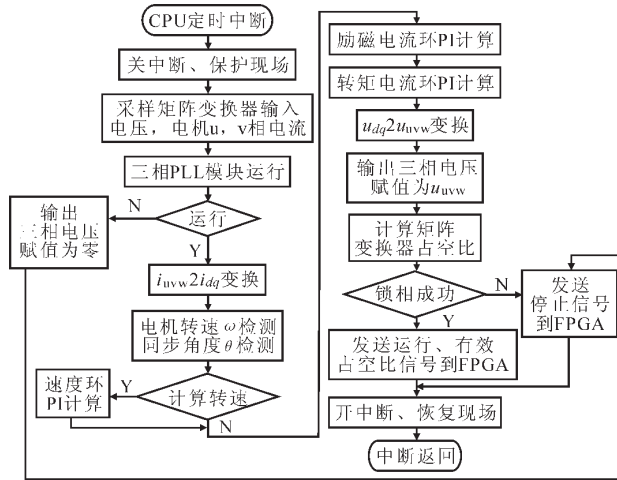 CPU定时中断
关中断、保护现场
采样矩阵变换器输入
电压，电机u，v相电流
三相PLL模块运行
运行
N
Y
输出
三相电压
赋值为零
iuvw2idq变换
电机转速ω检测
同步角度θ检测
计算转速
Y
N
速度环
PI计算
励磁电流环PI计算
转矩电流环PI计算
udq2uuvw变换
输出三相电压
赋值为uuvw
计算矩阵
变换器占空比
锁相成功
N
Y
发送
停止信号
到FPGA
发送运行、有效
占空比信号到FPGA
开中断、恢复现场
中断返回